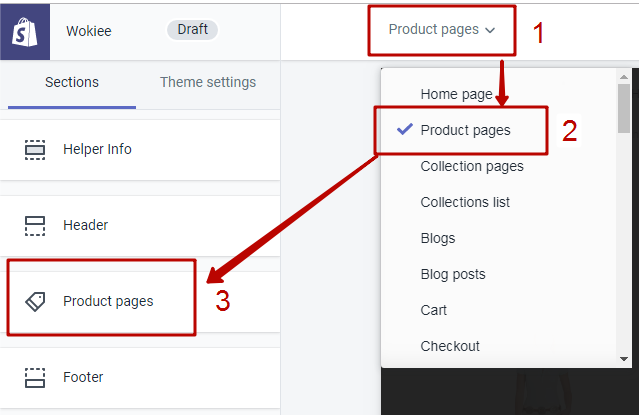 Wokiee
Draft
Product pages
1
Sections
Theme settings
Home page
Product pages
2
Collection pages
Collections list
Blogs
Blog posts
Cart
Checkout
Helper Info
Header
Product pages
3
Footer